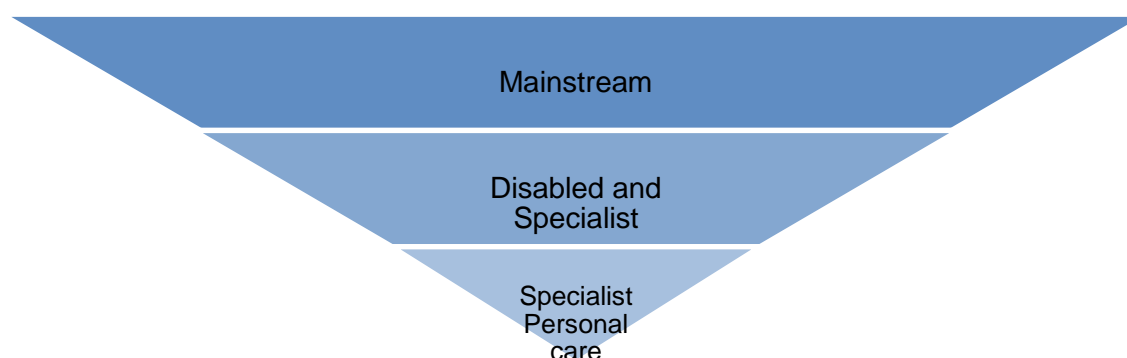 Mainstream
Disabled and
Specialist
Specialist
Personal
care